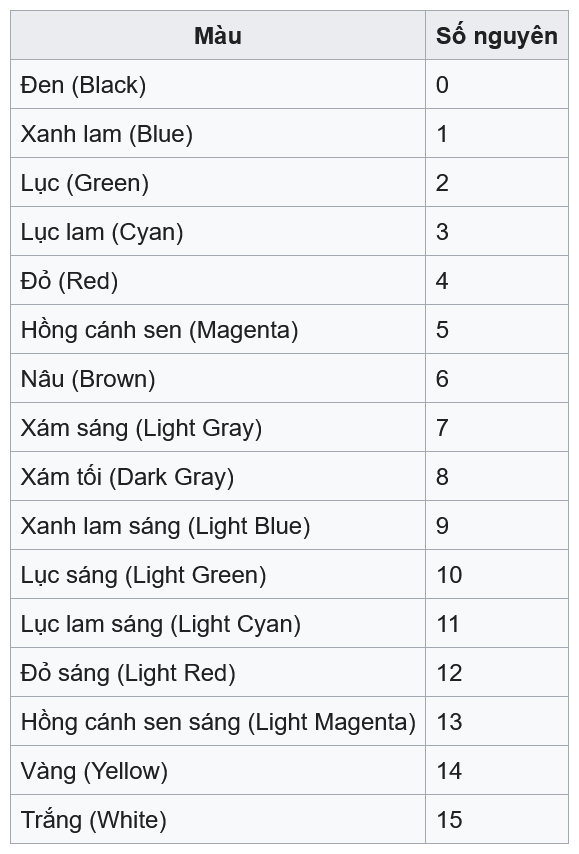 Màu Số nguyên
Đen (Black) 0
Xanh lam (Blue) 1
Lục (Green) 2
Lục lam (Cyan) 3
Đỏ (Red) 4
Hồng cánh sen (Magenta) 5
Nâu (Brown) 6
Xám sáng (Light Gray) 7
Xám tối (Dark Gray) 8
Xanh lam sáng (Light Blue) 9
Lục sáng (Light Green) 10
Lục lam sáng (Light Cyan) 11
Đỏ sáng (Light Red) 12
Hồng cánh sen sáng (Light Magenta) 13
Vàng (Yellow) 14
Trắng (White) 15